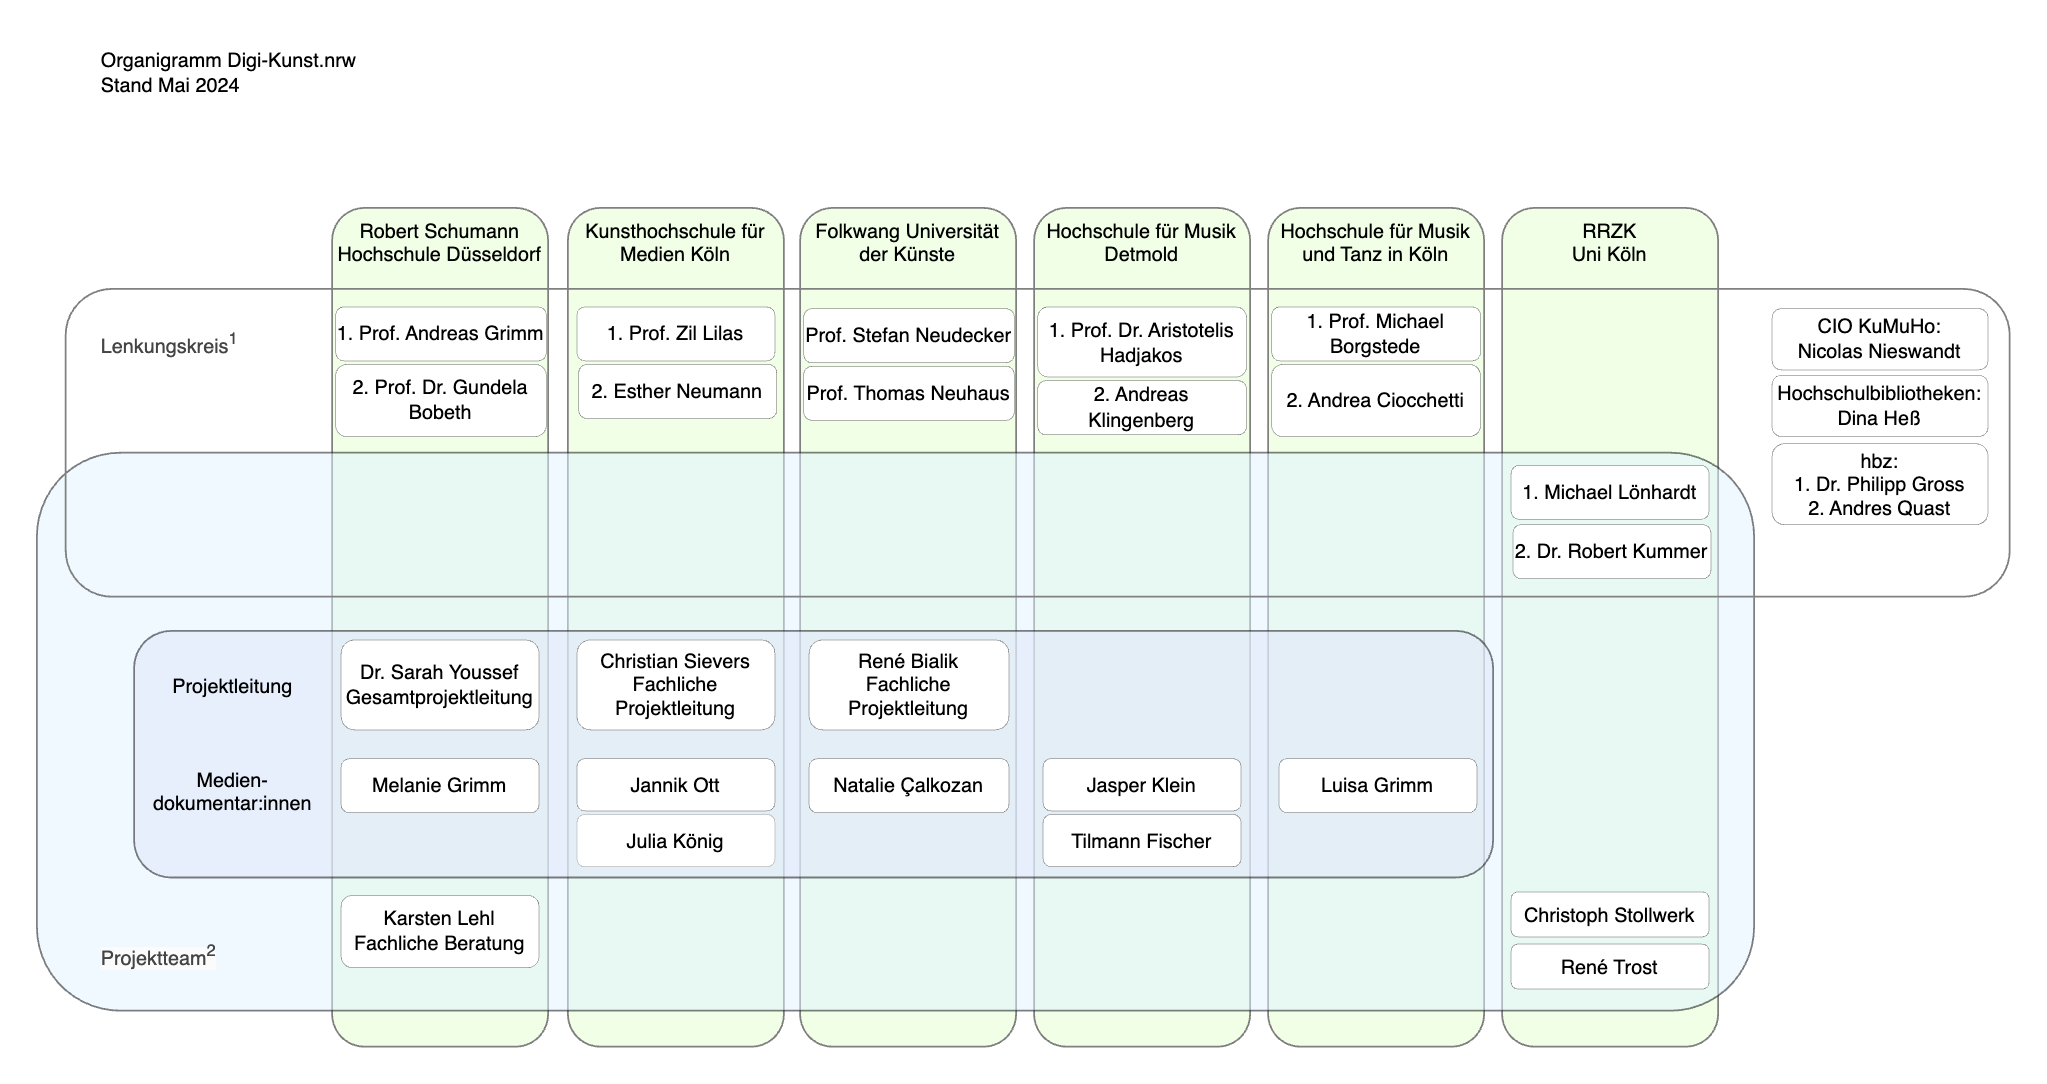 Organigramm Digi-Kunst.nrw
Stand Mai 2024
Robert Schumann
Hochschule Düsseldorf
Kunsthochschule für
Medien Köln
Folkwang Universität
der Künste
Hochschule für Musik
Detmold
Hochschule für Musik
und Tanz in Köln
RRZK
Uni Köln
Lenkungskreis1
1. Prof. Andreas Grimm
2. Prof. Dr. Gundela
Bobeth
1. Prof. Zil Lilas
2. Esther Neumann
Prof. Stefan Neudecker
Prof. Thomas Neuhaus
1. Prof. Dr. Aristotelis
Hadjakos
2. Andreas
Klingenberg
1. Prof. Michael
Borgstede
2. Andrea Ciocchetti
CIO KuMuHo:
Nicolas Nieswandt
Hochschulbibliotheken:
Dina Heß
hbz:
1. Dr. Philipp Gross
2. Andres Quast
1. Michael Lönhardt
2. Dr. Robert Kummer
Projektleitung
Dr. Sarah Youssef
Gesamtprojektleitung
Christian Sievers
Fachliche
Projektleitung
René Bialik
Fachliche
Projektleitung
Medien-
dokumentar:innen
Melanie Grimm
Jannik Ott
Julia König
Natalie Çalkozan
Jasper Klein
Tilmann Fischer
Luisa Grimm
Projektteam2
Karsten Lehl
Fachliche Beratung
Christoph Stollwerk
René Trost